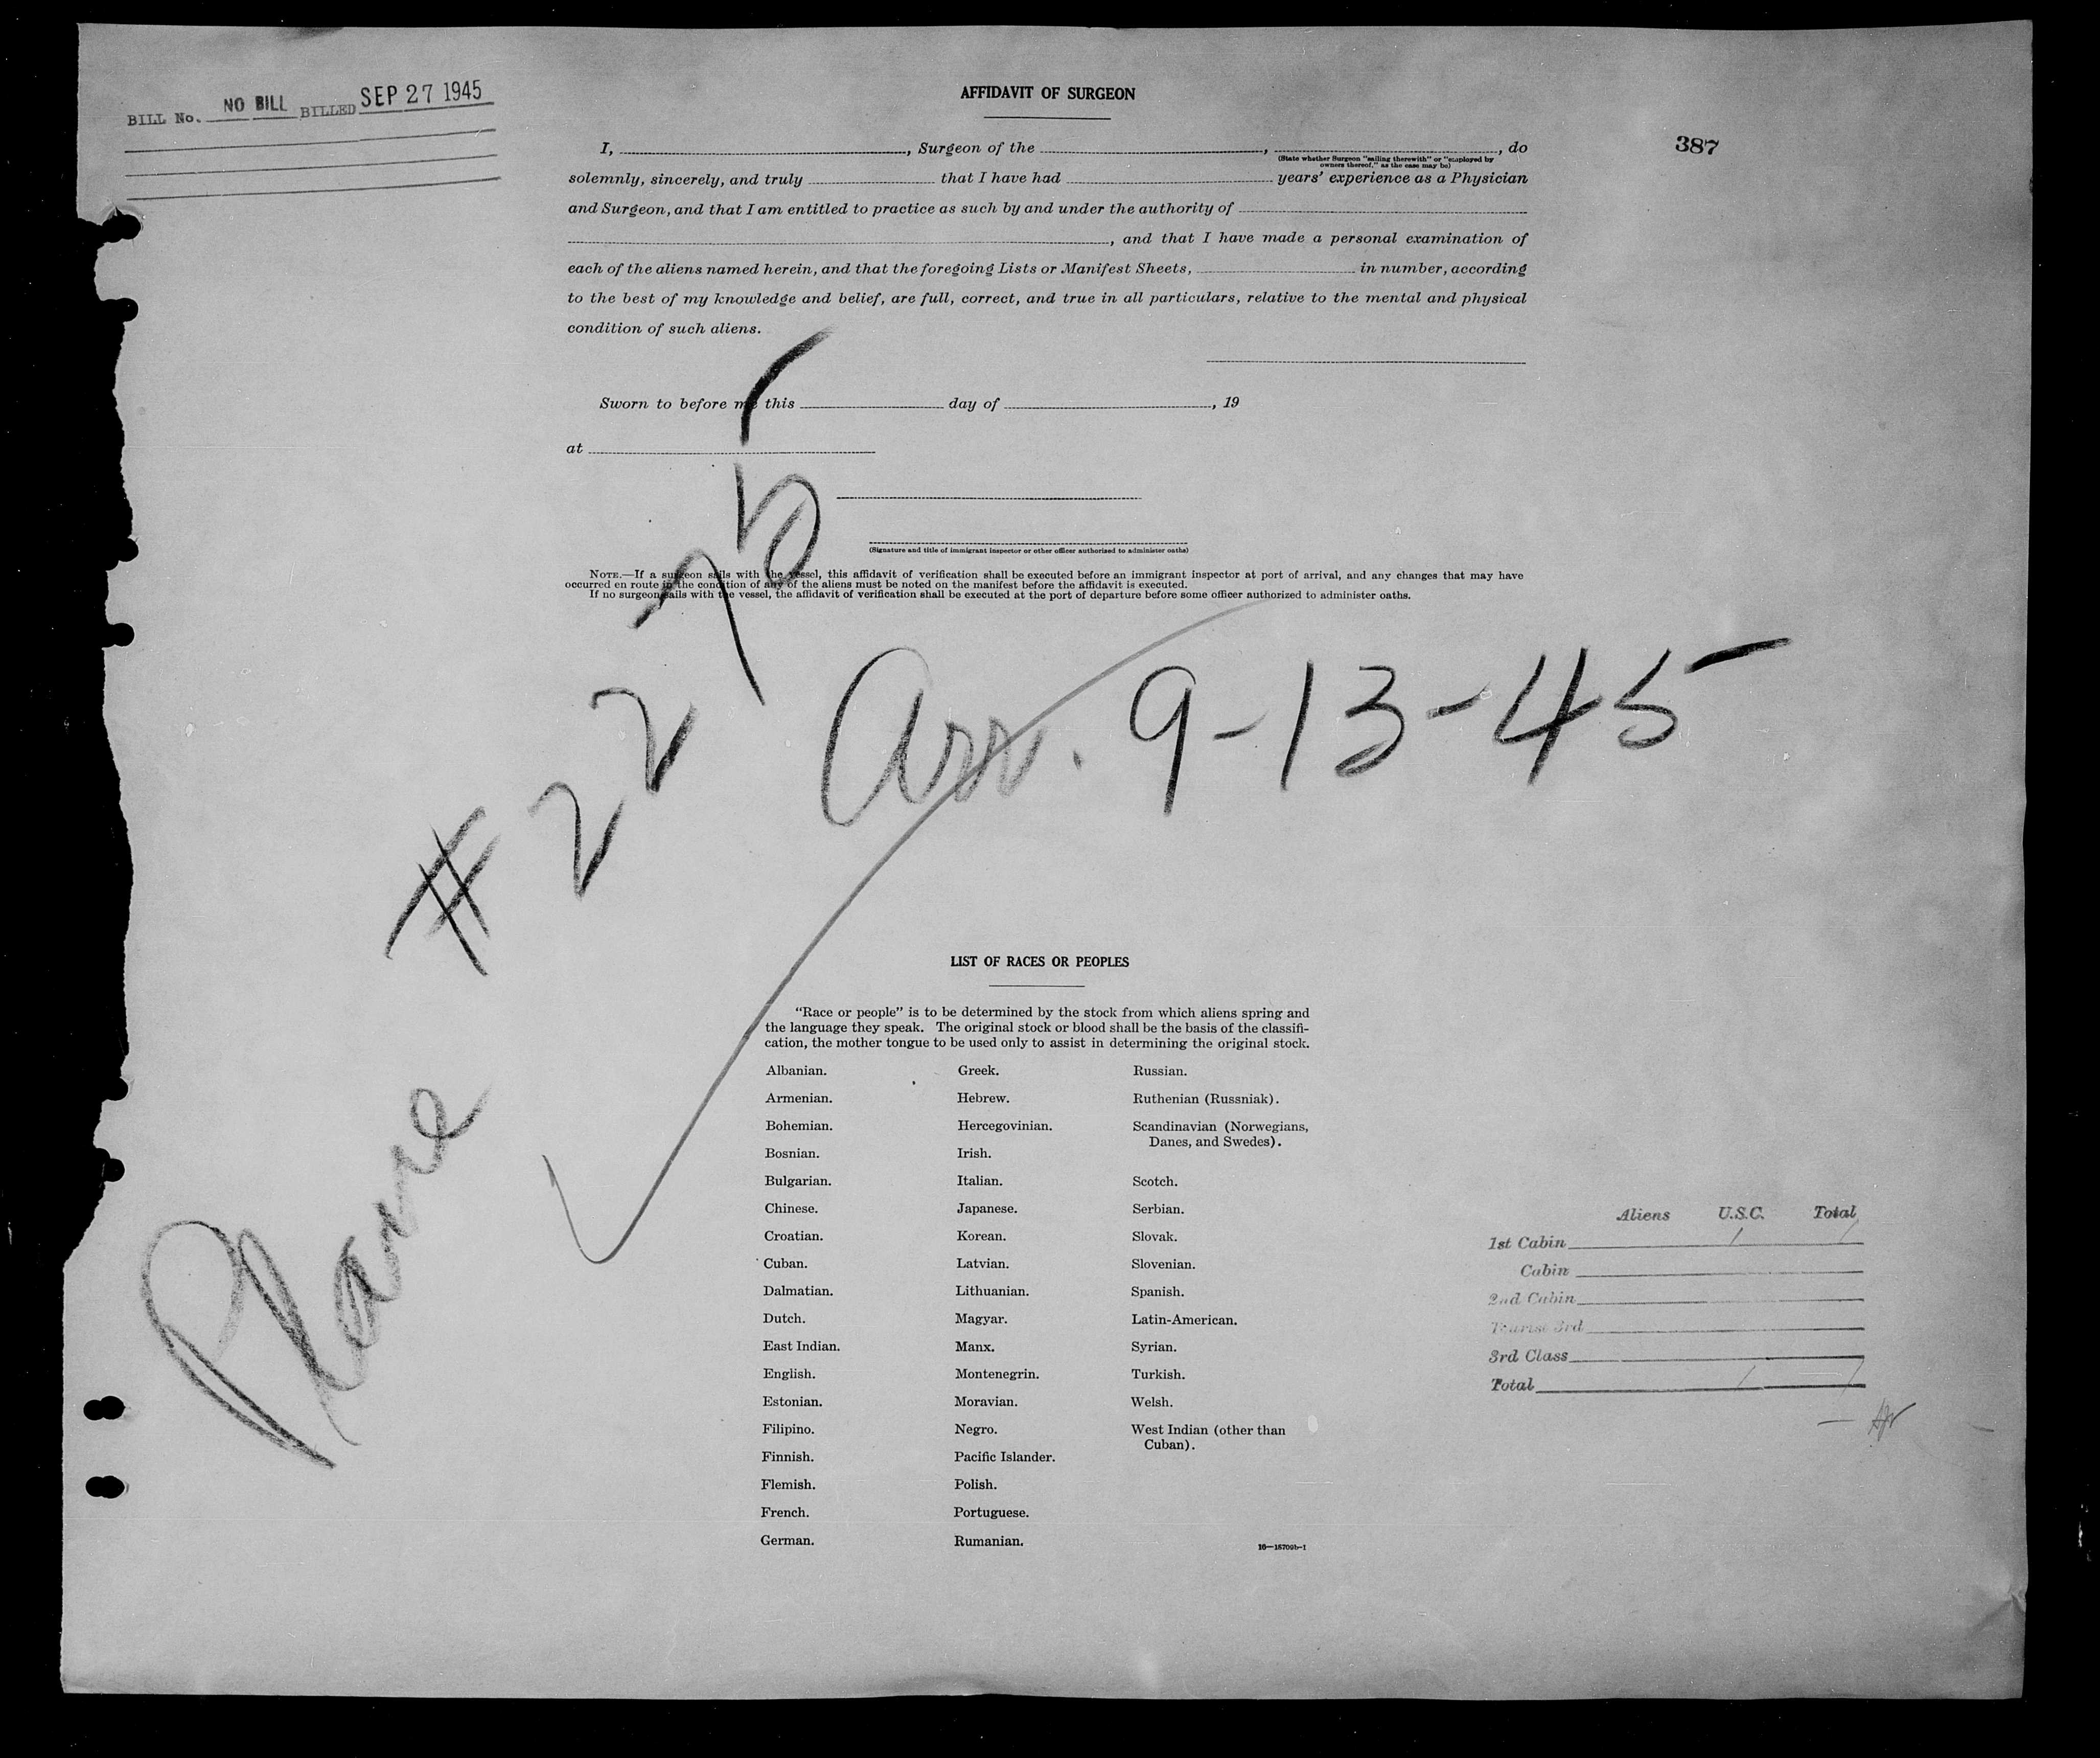 BILL No. NO BILL BILLED SEP 27 1945
AFFIDAVIT OF SURGEON
387
I, , Surgeon of the , , do
(State whether Surgeon "sailing therewith" or "employed by
owners thereof," as the case may be)
solemnly, sincerely, and truly that I have had years' experience as a Physician
and Surgeon, and that I am entitled to practice as such by and under the authority of
, and that I have made a personal examination of
each of the aliens named herein, and that the foregoing Lists or Manifest Sheets, in number, according
to the best of my knowledge and belief, are full, correct, and true in all particulars, relative to the mental and physical
condition of such aliens.
Sworn to before me this day of , 19
at
(Signature and title of immigrant inspector or other officer authorized to administer oaths)
NOTE.—If a surgeon sails with the vessel, this affidavit of verification shall be executed before an immigrant inspector at port of arrival, and any changes that may have
occurred en route in the condition of any of the aliens must be noted on the manifest before the affidavit is executed.
If no surgeon sails with the vessel, the affidavit of verification shall be executed at the port of departure before some officer authorized to administer oaths.
Plane # 2275
Arr. 9-13-45
LIST OF RACES OR PEOPLES
"Race or people" is to be determined by the stock from which aliens spring and
the language they speak. The original stock or blood shall be the basis of the classifi-
cation, the mother tongue to be used only to assist in determining the original stock.
Albanian.
Armenian.
Bohemian.
Bosnian.
Bulgarian.
Chinese.
Croatian.
Cuban.
Dalmatian.
Dutch.
East Indian.
English.
Estonian.
Filipino.
Finnish.
Flemish.
French.
German.
Greek.
Hebrew.
Hercegovinian.
Irish.
Italian.
Japanese.
Korean.
Latvian.
Lithuanian.
Magyar.
Manx.
Montenegrin.
Moravian.
Negro.
Pacific Islander.
Polish.
Portuguese.
Rumanian.
Russian.
Ruthenian (Russniak).
Scandinavian (Norwegians,
Danes, and Swedes).
Scotch.
Serbian.
Slovak.
Slovenian.
Spanish.
Latin-American.
Syrian.
Turkish.
Welsh.
West Indian (other than
Cuban).
16—15709b-1
Aliens U.S.C. Total
1st Cabin 1 1
Cabin
2nd Cabin
Tourist 3rd
3rd Class
Total 1 1